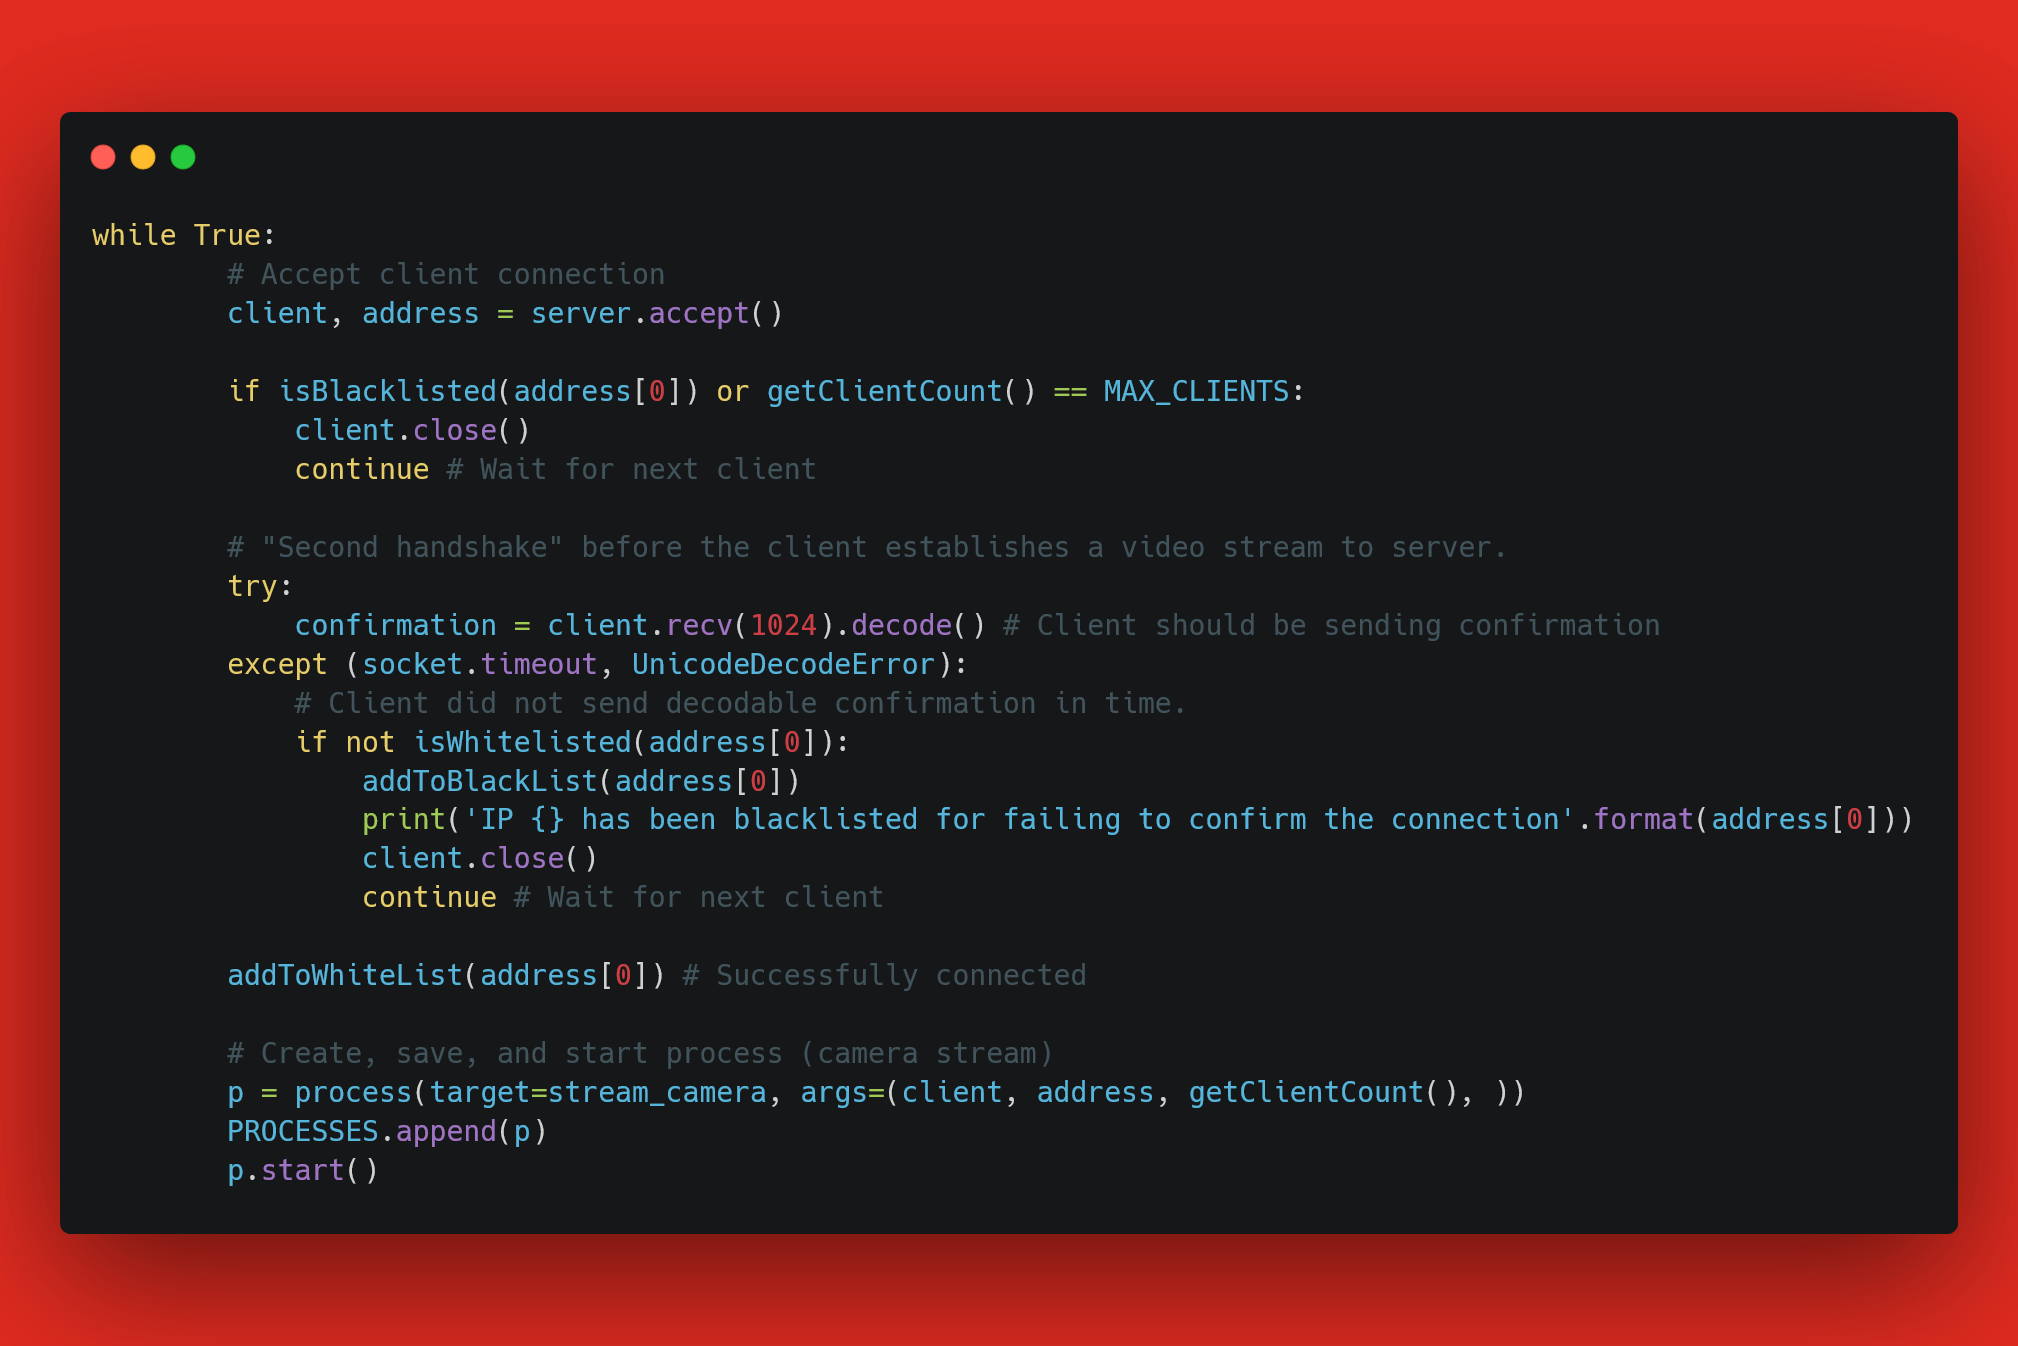 while True:
        # Accept client connection
        client, address = server.accept()

        if isBlacklisted(address[0]) or getClientCount() == MAX_CLIENTS:
            client.close()
            continue # Wait for next client

        # "Second handshake" before the client establishes a video stream to server.
        try:
            confirmation = client.recv(1024).decode() # Client should be sending confirmation
        except (socket.timeout, UnicodeDecodeError):
            # Client did not send decodable confirmation in time.
            if not isWhitelisted(address[0]):
                addToBlackList(address[0])
                print('IP {} has been blacklisted for failing to confirm the connection'.format(address[0]))
                client.close()
                continue # Wait for next client

        addToWhiteList(address[0]) # Successfully connected

        # Create, save, and start process (camera stream)
        p = process(target=stream_camera, args=(client, address, getClientCount(), ))
        PROCESSES.append(p)
        p.start()